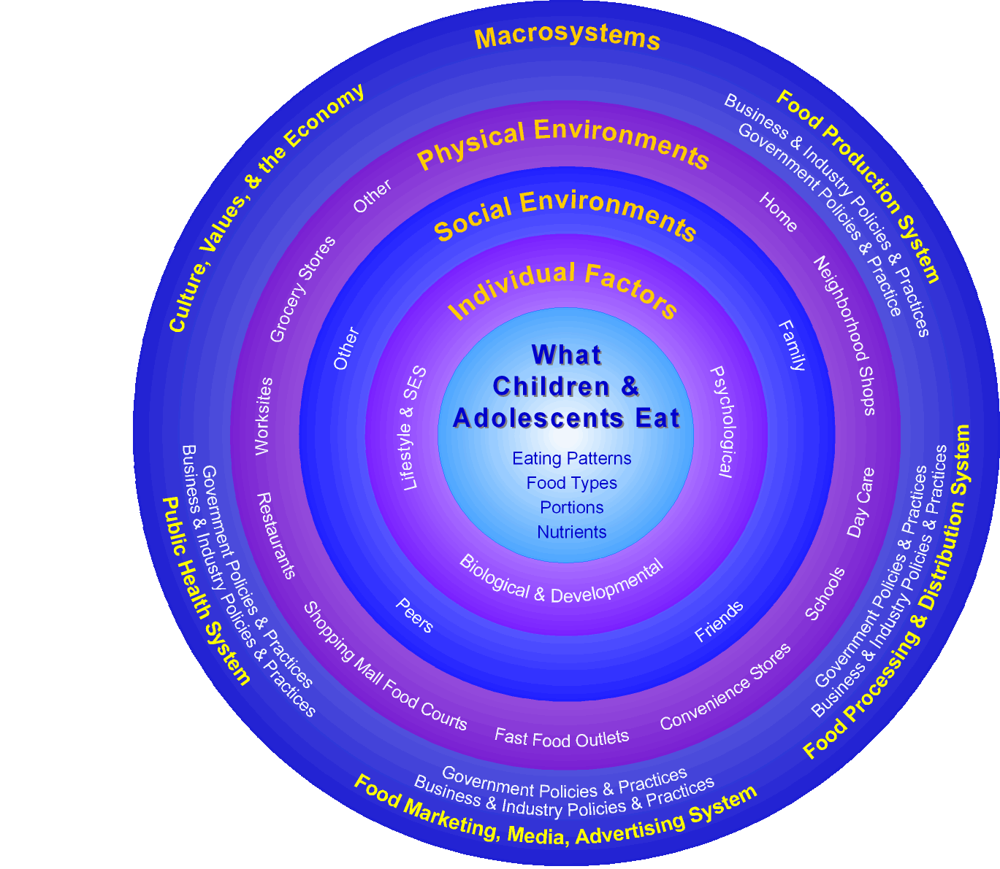 Macrosystems
Culture, Values, & the Economy
Food Production System
Business & Industry Policies & Practices
Government Policies & Practice
Food Processing & Distribution System
Business & Industry Policies & Practices
Government Policies & Practices
Food Marketing, Media, Advertising System
Business & Industry Policies & Practices
Government Policies & Practices
Public Health System
Business & Industry Policies & Practices
Government Policies & Practices
Physical Environments
Home
Neighborhood Shops
Day Care
Schools
Convenience Stores
Fast Food Outlets
Shopping Mall Food Courts
Restaurants
Worksites
Grocery Stores
Other
Social Environments
Family
Friends
Peers
Other
Individual Factors
Psychological
Biological & Developmental
Lifestyle & SES
What
Children &
Adolescents Eat
Eating Patterns
Food Types
Portions
Nutrients